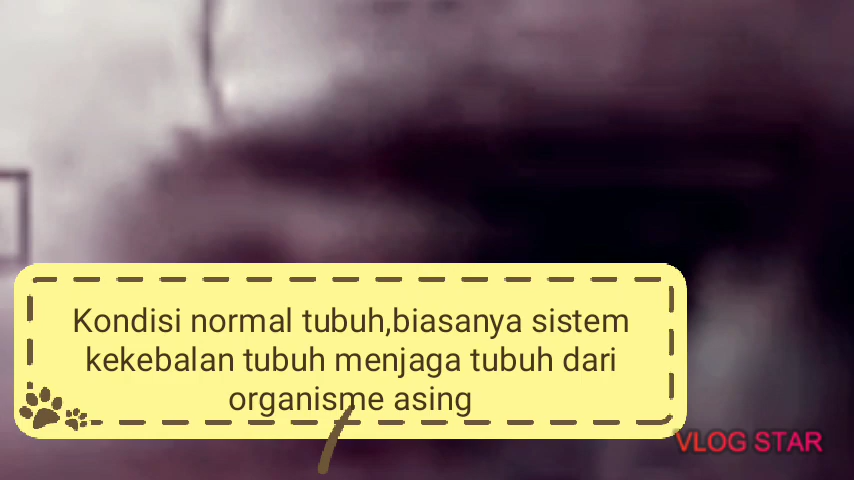 Kondisi normal tubuh,biasanya sistem
kekebalan tubuh menjaga tubuh dari
organisme asing
VLOG STAR